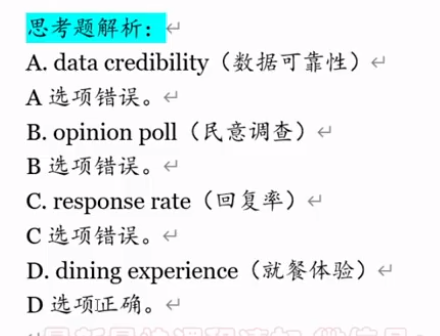 思考题解析：
A. data credibility（数据可靠性）
A 选项错误。
B. opinion poll（民意调查）
B 选项错误。
C. response rate（回复率）
C 选项错误。
D. dining experience（就餐体验）
D 选项正确。